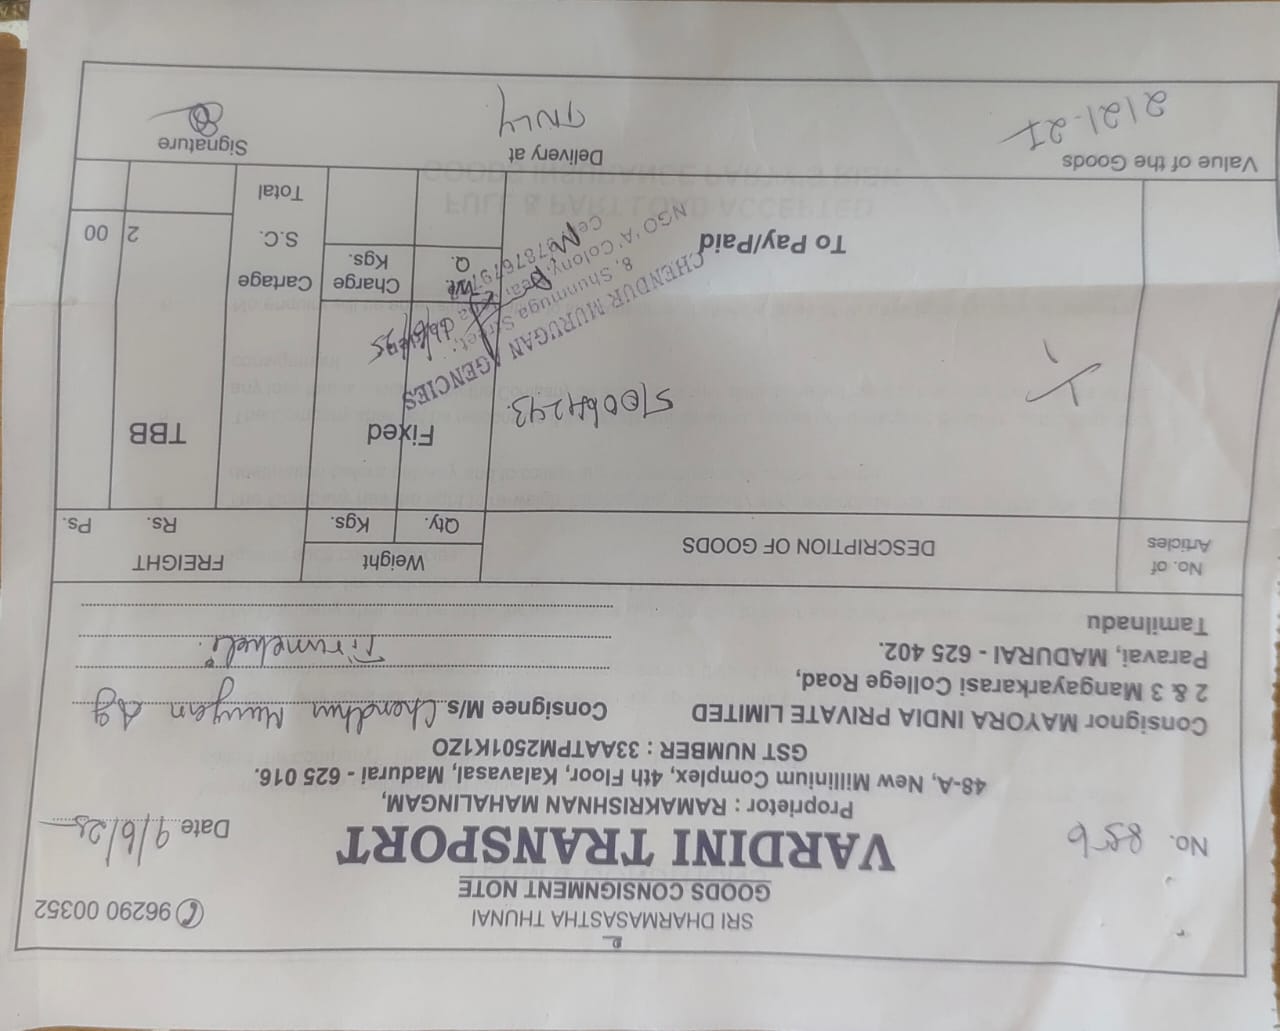 SRI DHARMASASTHA THUNAI
GOODS CONSIGNMENT NOTE
96290 00352
VARDINI TRANSPORT
No. 856
Date 9/6/25
Proprietor : RAMAKRISHNAN MAHALINGAM,
48-A, New Millinium Complex, 4th Floor, Kalavasal, Madurai - 625 016.
GST NUMBER : 33AATPM2501K1ZO
Consignor MAYORA INDIA PRIVATE LIMITED
2 & 3 Mangayarkarasi College Road,
Paravai, MADURAI - 625 402.
Tamilnadu
Consignee M/s. Chendhur Murugan Ag
Tirunelveli.
No. of Articles
DESCRIPTION OF GOODS
Weight
Qty. Kgs.
FREIGHT
Rs. Ps.
Fixed
TBB
CHENDUR MURUGAN AGENCIES
8, Shunmuga Street,
NGO 'A' Colony,
To Pay/Paid
Q.
Charge Kgs.
Cartage
S.C.
2 00
Total
Value of the Goods
2121-27
Delivery at
TNLY
Signature